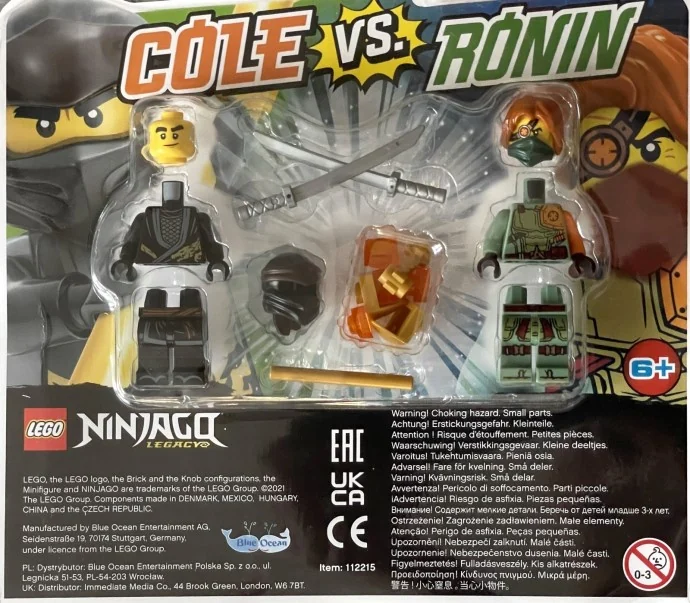 COLE VS. RONIN
6+
LEGO NINJAGO
LEGACY
LEGO, the LEGO logo, the Brick and the Knob configurations, the
Minifigure and NINJAGO are trademarks of the LEGO Group. ©2021
The LEGO Group. Components made in DENMARK, MEXICO, HUNGARY,
CHINA and the CZECH REPUBLIC.
Manufactured by Blue Ocean Entertainment AG,
Seidenstraße 19, 70174 Stuttgart, Germany,
under licence from the LEGO Group.
Blue Ocean
PL: Dystrybutor: Blue Ocean Entertainment Polska Sp. z o.o., ul.
Legnicka 51-53, PL-54-203 Wrocław.
UK: Distributor: Immediate Media Co., 44 Brook Green, London, W6 7BT.
EAC
UK
CA
CE
Item: 112215
Warning! Choking hazard. Small parts.
Achtung! Erstickungsgefahr. Kleinteile.
Attention ! Risque d'étouffement. Petites pièces.
Waarschuwing! Verstikkingsgevaar. Kleine deeltjes.
Varoitus! Tukehtumisvaara. Pieniä osia.
Advarsel! Fare for kvelning. Små deler.
Varning! Kvävningsrisk. Små delar.
Avvertenza! Pericolo di soffocamento. Parti piccole.
¡Advertencia! Riesgo de asfixia. Piezas pequeñas.
Внимание! Содержит мелкие детали. Беречь от детей младше 3-х лет.
Ostrzeżenie! Zagrożenie zadławieniem. Małe elementy.
Atenção! Perigo de asfixia. Peças pequenas.
Upozornění! Nebezpečí zalknutí. Malé části.
Upozornenie! Nebezpečenstvo dusenia. Malé časti.
Figyelmeztetés! Fulladásveszély. Kis alkatrészek.
Προειδοποίηση! Κίνδυνος πνιγμού. Μικρά μέρη.
警告！小心窒息。当心小物件。
0-3